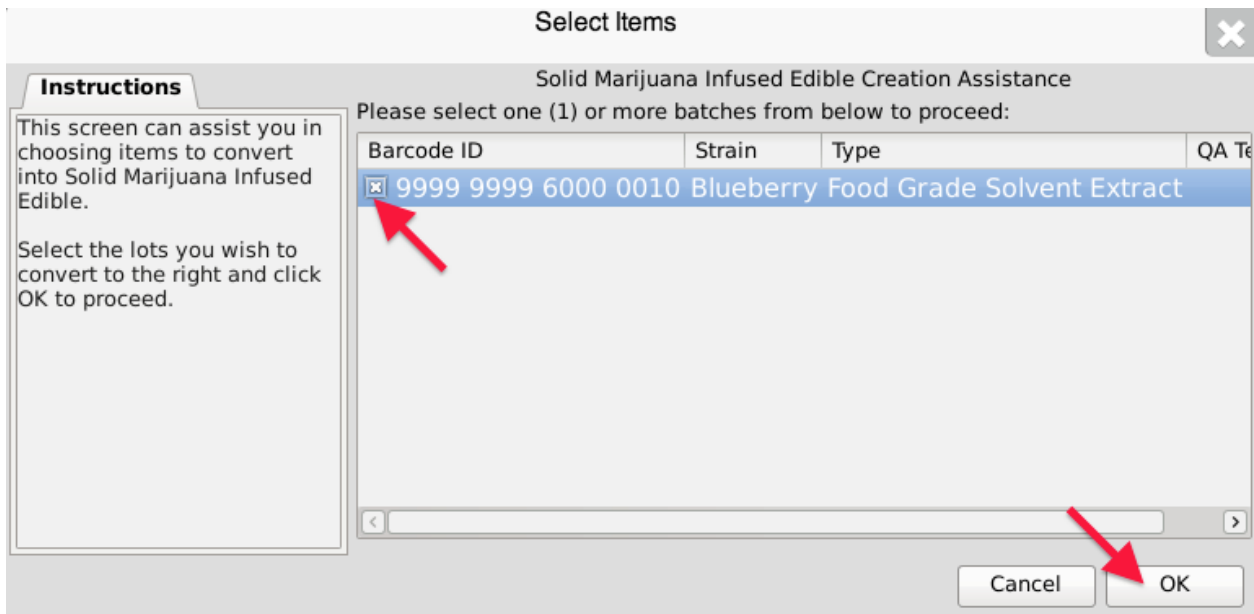 Select Items
Instructions
This screen can assist you in
choosing items to convert
into Solid Marijuana Infused
Edible.
Select the lots you wish to
convert to the right and click
OK to proceed.
Solid Marijuana Infused Edible Creation Assistance
Please select one (1) or more batches from below to proceed:
Barcode ID Strain Type QA Te
9999 9999 6000 0010 Blueberry Food Grade Solvent Extract
Cancel OK